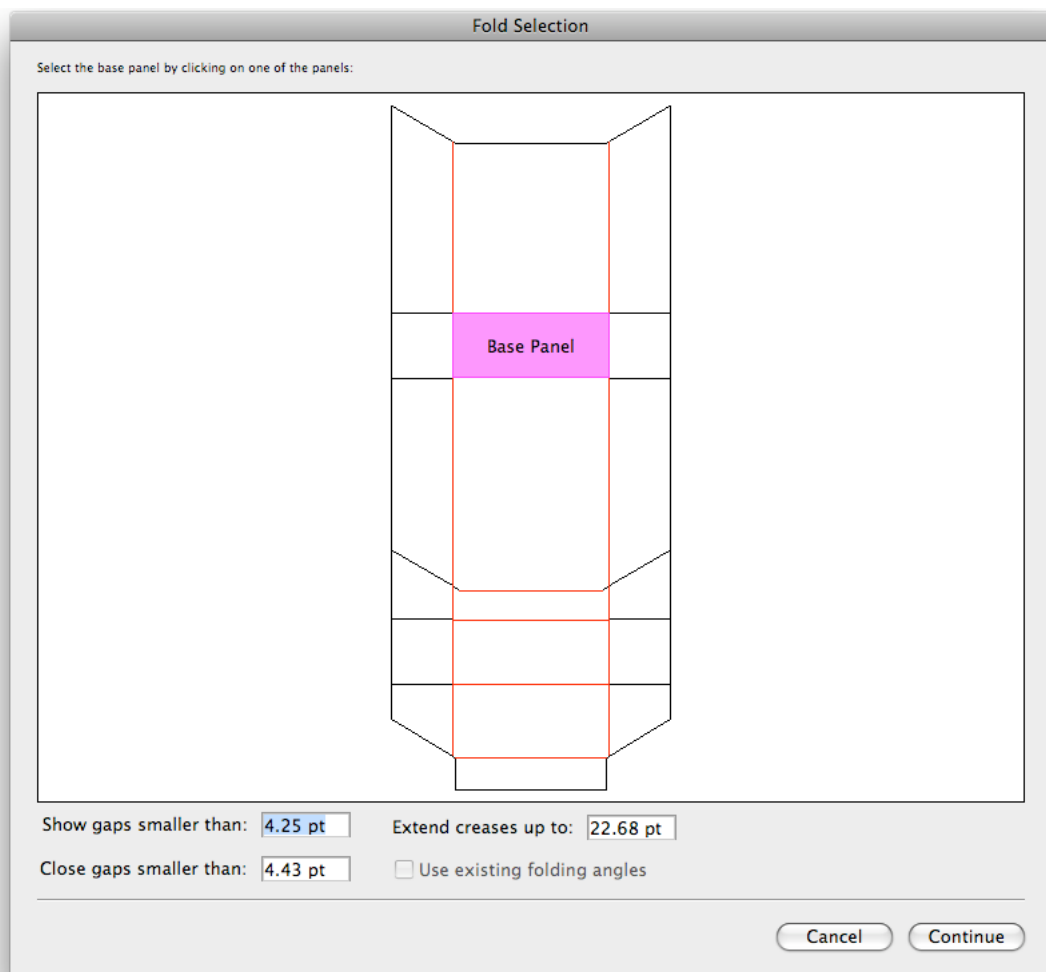 Fold Selection
Select the base panel by clicking on one of the panels:
Base Panel
Show gaps smaller than: 4.25 pt Extend creases up to: 22.68 pt
Close gaps smaller than: 4.43 pt Use existing folding angles
Cancel Continue